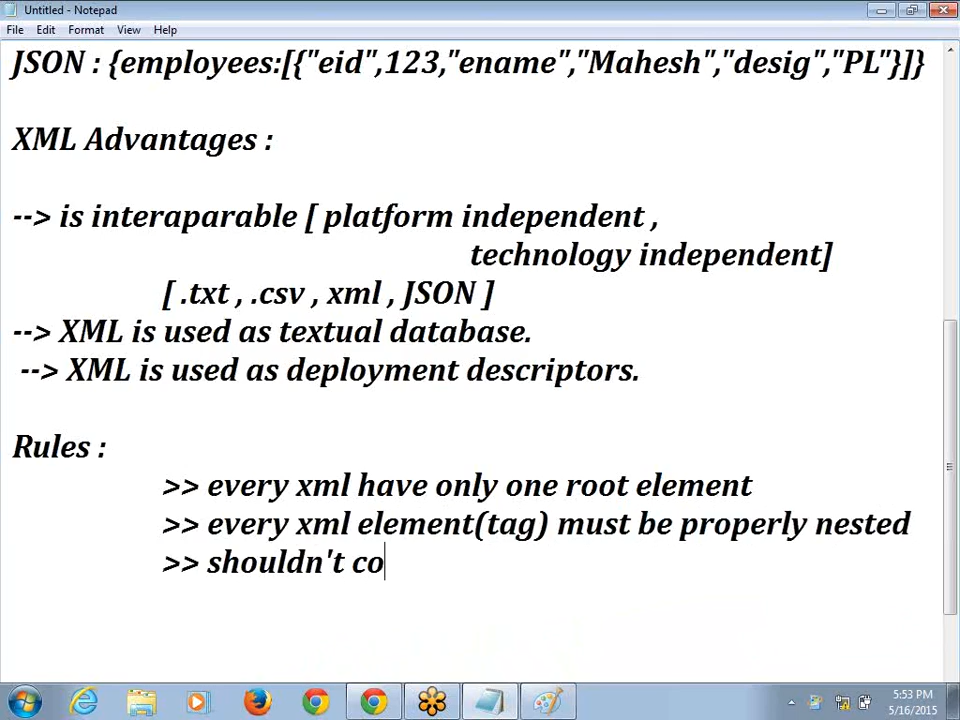 Untitled - Notepad
File Edit Format View Help
JSON : {employees:[{"eid",123,"ename","Mahesh","desig","PL"}]}
XML Advantages :
--> is interaparable [ platform independent ,
technology independent]
[ .txt , .csv , xml , JSON ]
--> XML is used as textual database.
--> XML is used as deployment descriptors.
Rules :
>> every xml have only one root element
>> every xml element(tag) must be properly nested
>> shouldn't co
5:53 PM
5/16/2015